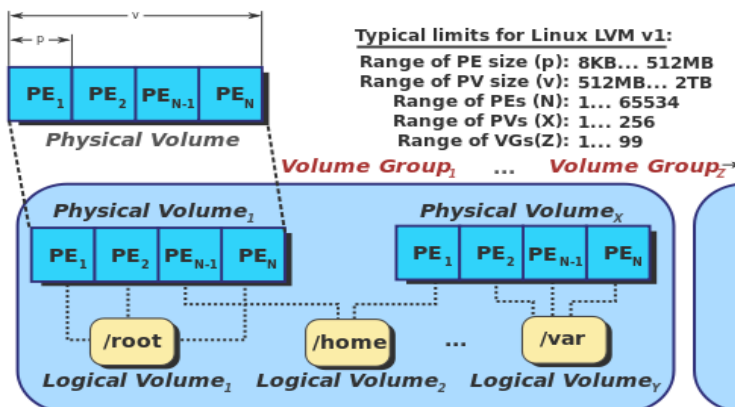 v
p
PE1 PE2 PEN-1 PEN
Physical Volume
Typical limits for Linux LVM v1:
Range of PE size (p): 8KB... 512MB
Range of PV size (v): 512MB... 2TB
Range of PEs (N): 1... 65534
Range of PVs (X): 1... 256
Range of VGs(Z): 1... 99
Volume Group1 ... Volume GroupZ→
Physical Volume1 Physical VolumeX
PE1 PE2 PEN-1 PEN PE1 PE2 PEN-1 PEN
/root /home ... /var
Logical Volume1 Logical Volume2 Logical VolumeY